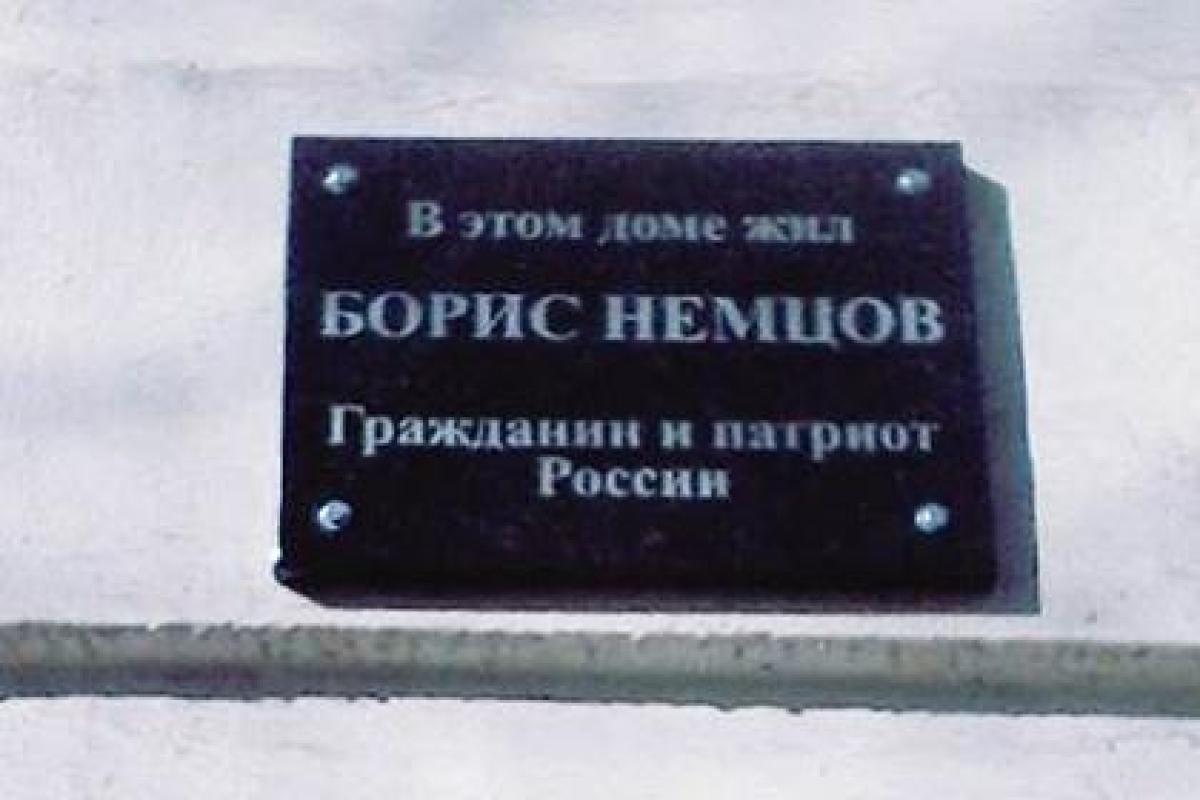 В этом доме жил
БОРИС НЕМЦОВ
Гражданин и патриот
России